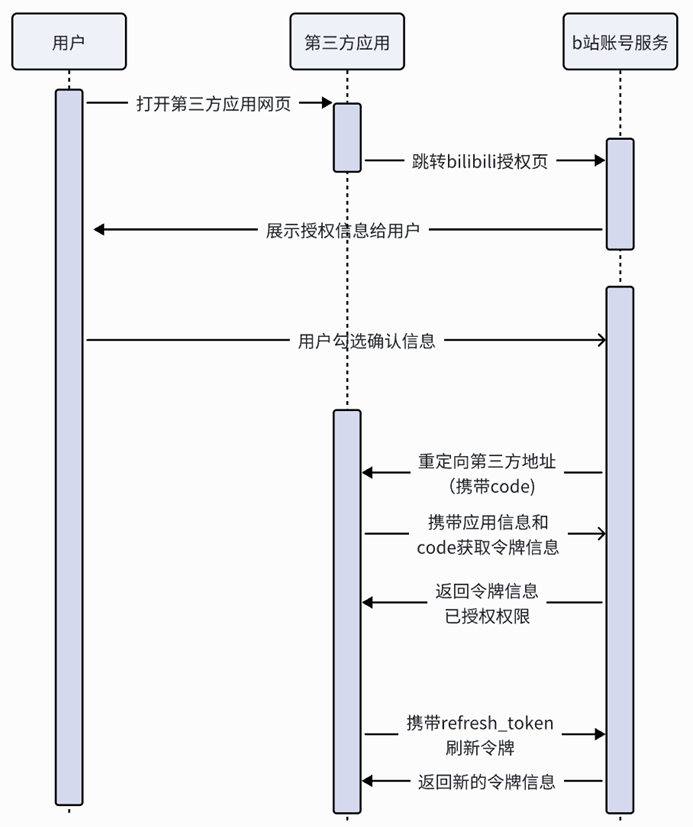 用户
第三方应用
b站账号服务
打开第三方应用网页
跳转bilibili授权页
展示授权信息给用户
用户勾选确认信息
重定向第三方地址
（携带code）
携带应用信息和
code获取令牌信息
返回令牌信息
已授权权限
携带refresh_token
刷新令牌
返回新的令牌信息